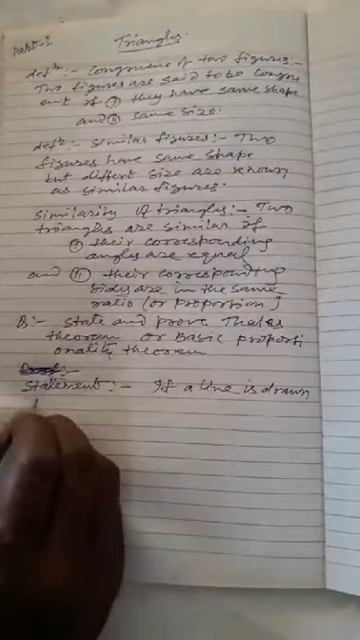 Part-1
Triangles.
defn:- congruence of two figures:-
Two figures are said to be congru
ent if (i) they have same shape
and (ii) same size.
defn:- similar figures:- Two
figures have same shape
but differt size are known
as similar figures.
similarity of triangles:- Two
triangles are similar if
(i) their corresponding
angles are equal
and (ii) their corresponding
sides are in the same
ratio (or proportion)
Q:- state and prove Thales
theorem or Basic proporti
onality theorem
Statement:- If a line is drawn